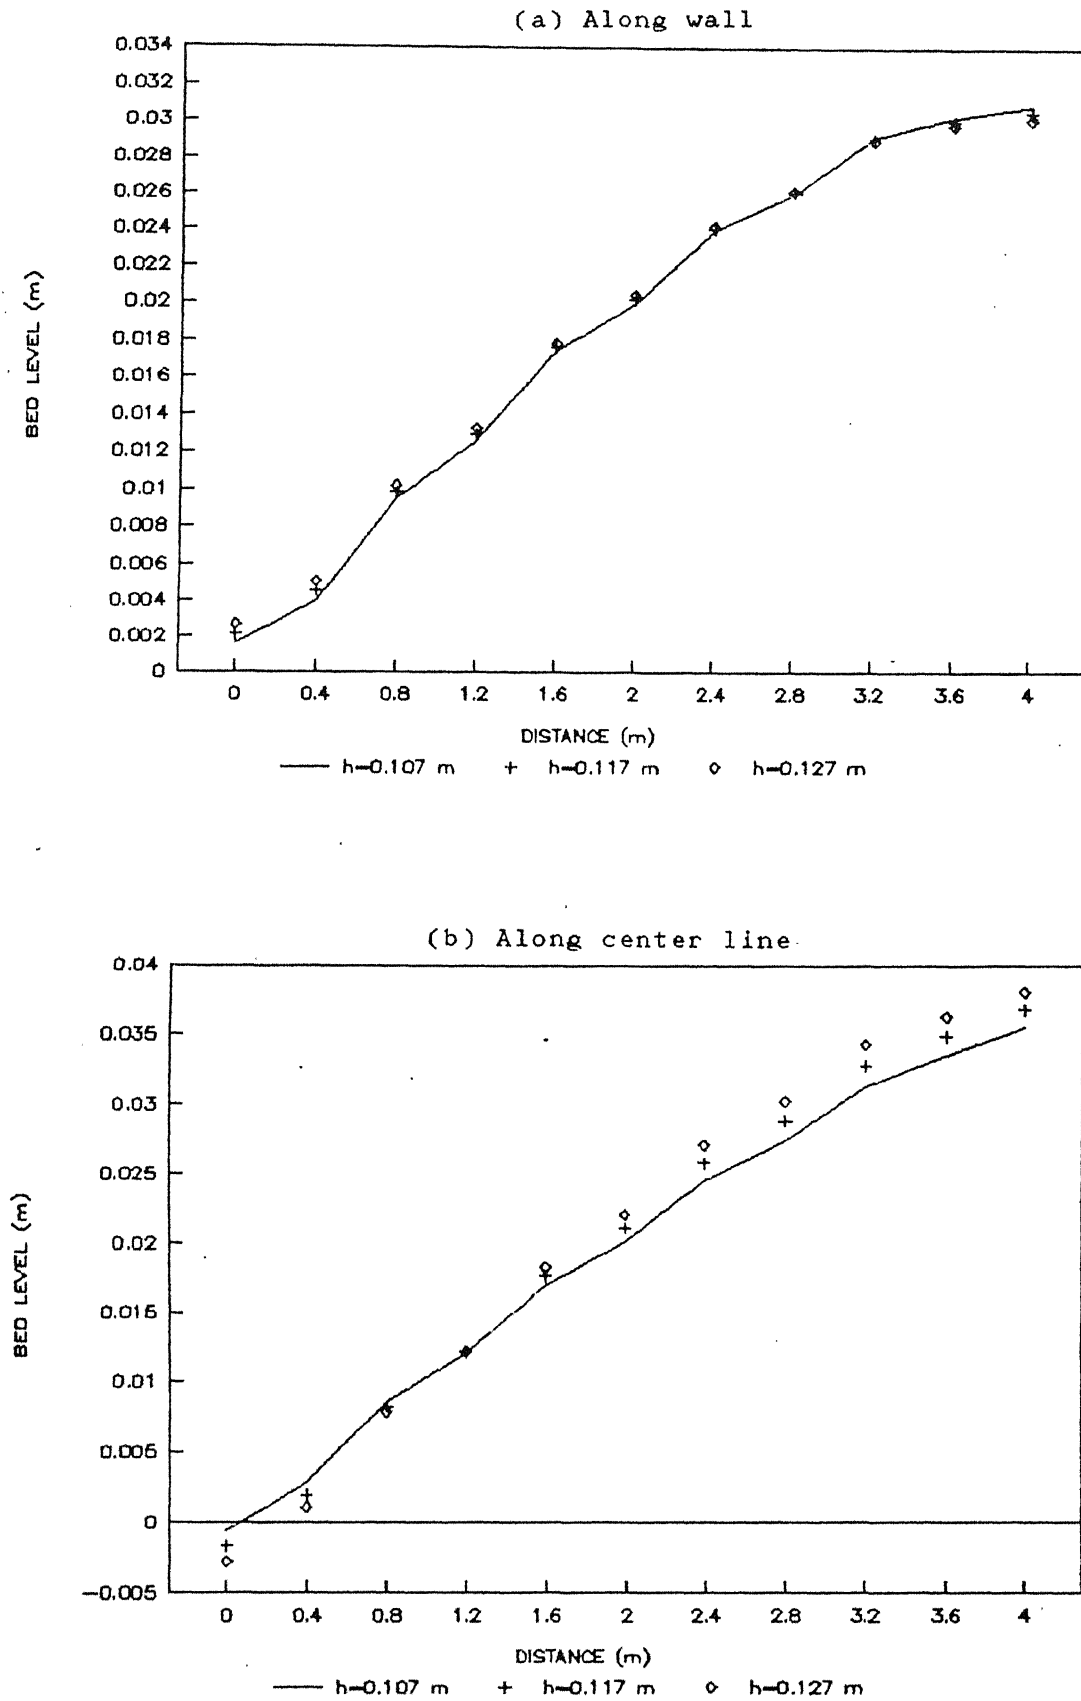 (a) Along wall
0.034
0.032
0.03
0.028
0.026
0.024
0.022
0.02
0.018
0.016
0.014
0.012
0.01
0.008
0.006
0.004
0.002
0
BED LEVEL (m)
0 0.4 0.8 1.2 1.6 2 2.4 2.8 3.2 3.6 4
DISTANCE (m)
h=0.107 m + h=0.117 m ◇ h=0.127 m
(b) Along center line
0.04
0.035
0.03
0.025
0.02
0.015
0.01
0.005
0
-0.005
BED LEVEL (m)
0 0.4 0.8 1.2 1.6 2 2.4 2.8 3.2 3.6 4
DISTANCE (m)
h=0.107 m + h=0.117 m ◇ h=0.127 m